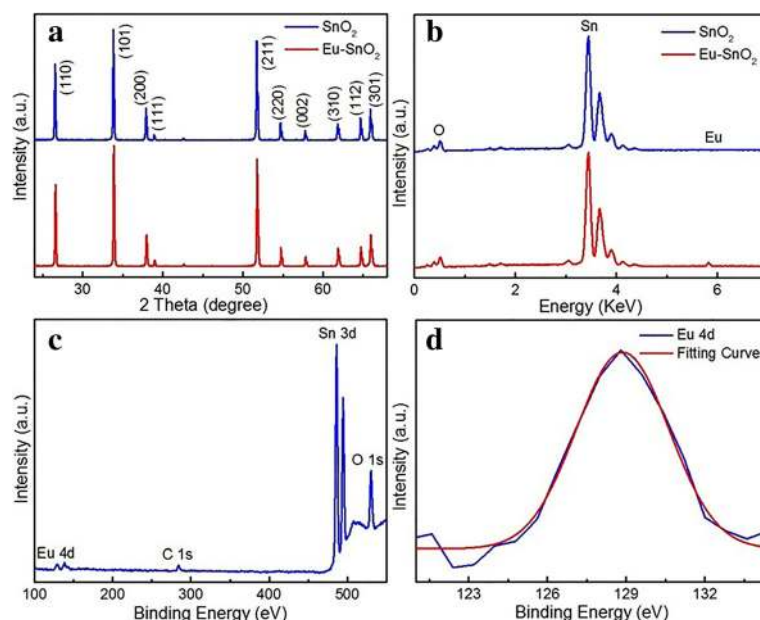 a
SnO₂
Eu-SnO₂
(110)
(101)
(200)
(111)
(211)
(220)
(002)
(310)
(112)
(301)
Intensity (a.u.)
30
40
50
60
2 Theta (degree)
b
SnO₂
Eu-SnO₂
Sn
O
Eu
Intensity (a.u.)
0
2
4
6
Energy (KeV)
c
Sn 3d
O 1s
Eu 4d
C 1s
Intensity (a.u.)
100
200
300
400
500
Binding Energy (eV)
d
Eu 4d
Fitting Curve
Intensity (a.u.)
123
126
129
132
Binding Energy (eV)